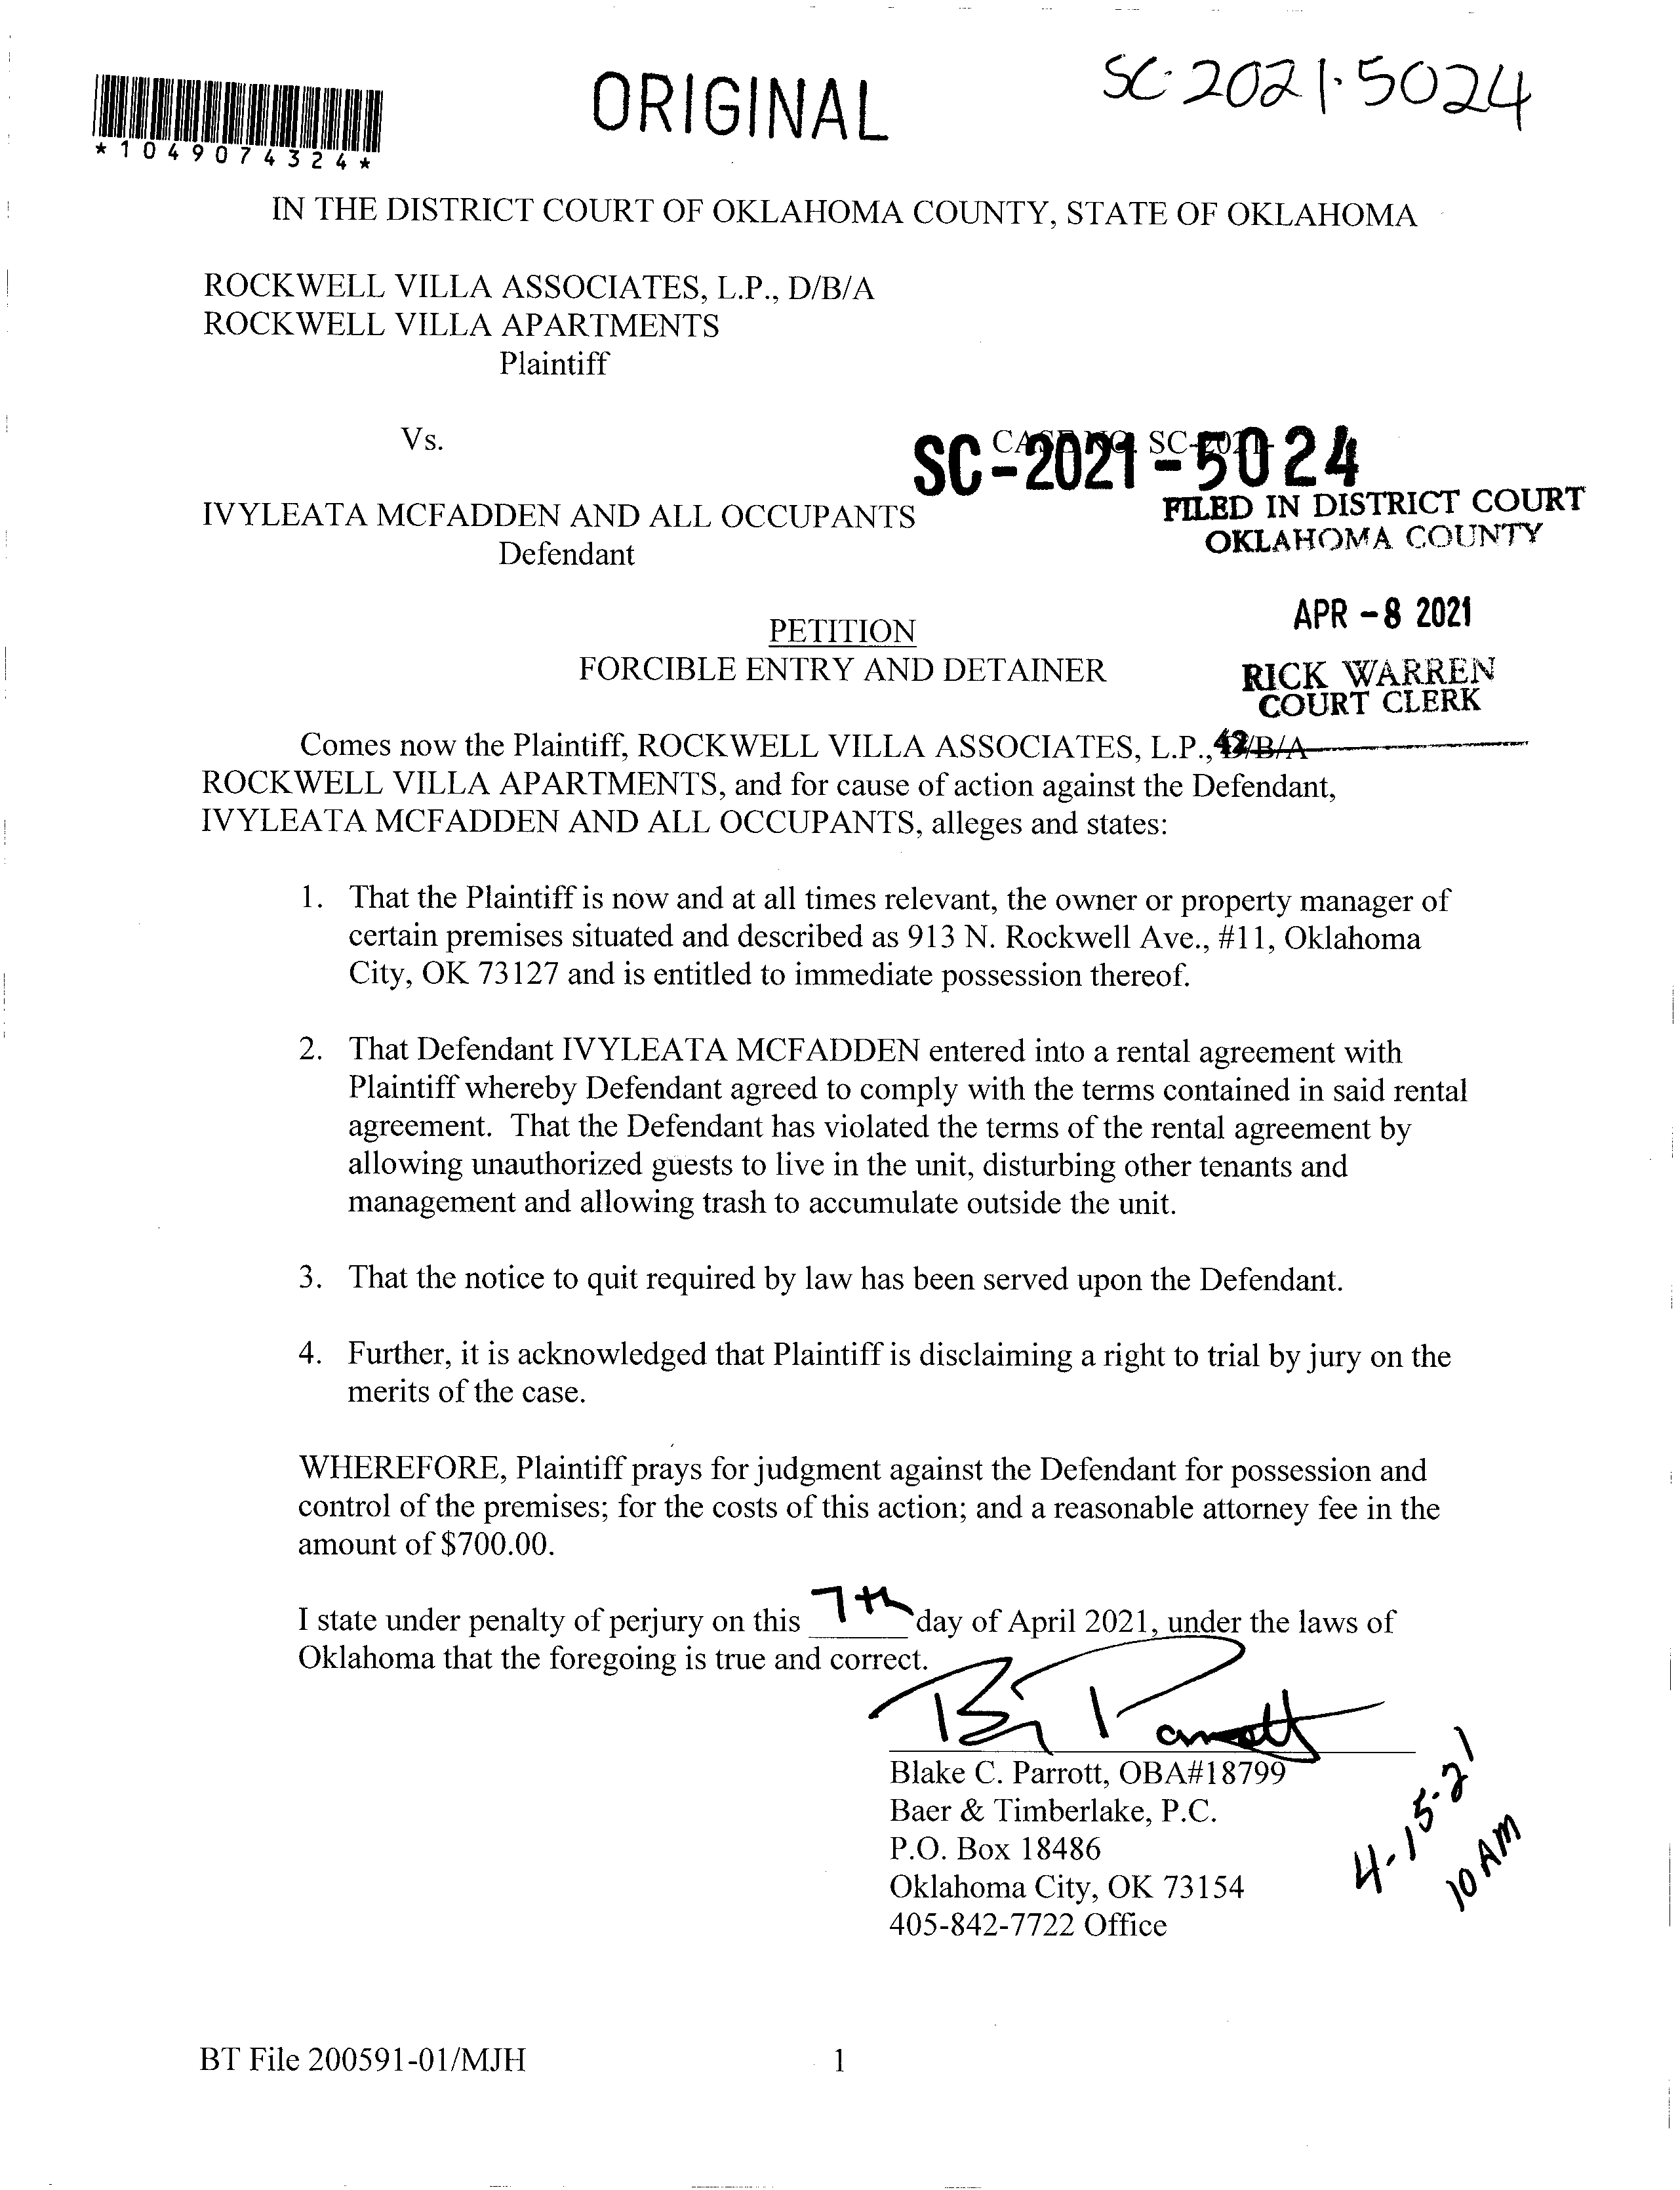 ORIGINAL
SC-2021-5024
*1049074324*
IN THE DISTRICT COURT OF OKLAHOMA COUNTY, STATE OF OKLAHOMA
ROCKWELL VILLA ASSOCIATES, L.P., D/B/A
ROCKWELL VILLA APARTMENTS
Plaintiff
Vs.
CASE NO. SC-2021-
SC-2021-5024
IVYLEATA MCFADDEN AND ALL OCCUPANTS
Defendant
FILED IN DISTRICT COURT
OKLAHOMA COUNTY
APR -8 2021
RICK WARREN
COURT CLERK
42
PETITION
FORCIBLE ENTRY AND DETAINER
Comes now the Plaintiff, ROCKWELL VILLA ASSOCIATES, L.P., D/B/A
ROCKWELL VILLA APARTMENTS, and for cause of action against the Defendant,
IVYLEATA MCFADDEN AND ALL OCCUPANTS, alleges and states:
1. That the Plaintiff is now and at all times relevant, the owner or property manager of
certain premises situated and described as 913 N. Rockwell Ave., #11, Oklahoma
City, OK 73127 and is entitled to immediate possession thereof.
2. That Defendant IVYLEATA MCFADDEN entered into a rental agreement with
Plaintiff whereby Defendant agreed to comply with the terms contained in said rental
agreement. That the Defendant has violated the terms of the rental agreement by
allowing unauthorized guests to live in the unit, disturbing other tenants and
management and allowing trash to accumulate outside the unit.
3. That the notice to quit required by law has been served upon the Defendant.
4. Further, it is acknowledged that Plaintiff is disclaiming a right to trial by jury on the
merits of the case.
WHEREFORE, Plaintiff prays for judgment against the Defendant for possession and
control of the premises; for the costs of this action; and a reasonable attorney fee in the
amount of $700.00.
I state under penalty of perjury on this 7th day of April 2021, under the laws of
Oklahoma that the foregoing is true and correct.
Blake C. Parrott, OBA#18799
Baer & Timberlake, P.C.
P.O. Box 18486
Oklahoma City, OK 73154
405-842-7722 Office
4-15-21
10 AM
BT File 200591-01/MJH
1